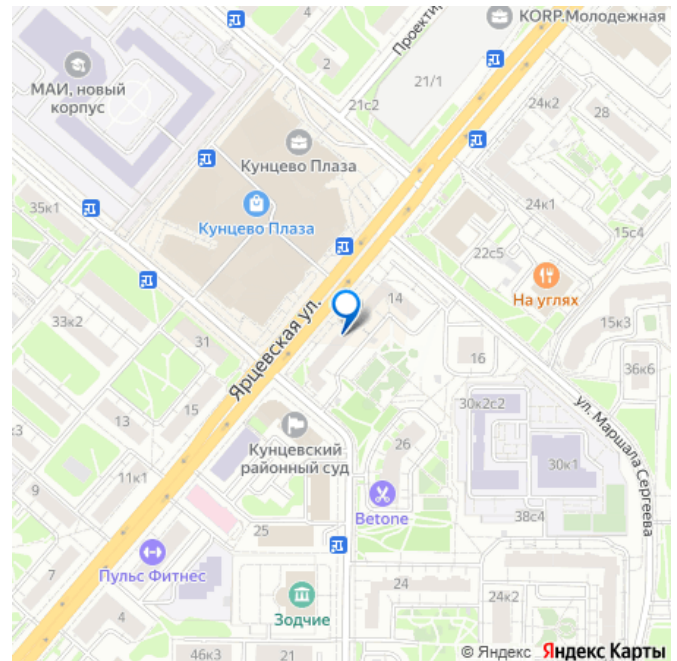 4
KORP.Молодежная
2
Проекти,
МАИ, новый
корпус
21/1
21с2
24к2
28
Кунцево Плаза
35к1
24к1
Кунцево Плаза
15с4
22с5
На углях
14
33к2
Ярцевская ул.
15к3
31
16
36к6
15
30к2с2
ул. Маршала Сергеева
13
Кунцевский
районный суд
26
с3
30к1
11к1
9
Betone
38с4
25
7
Пульс Фитнес
24
24к2
4
Зодчие
46к3
21
© Яндекс Яндекс Карты